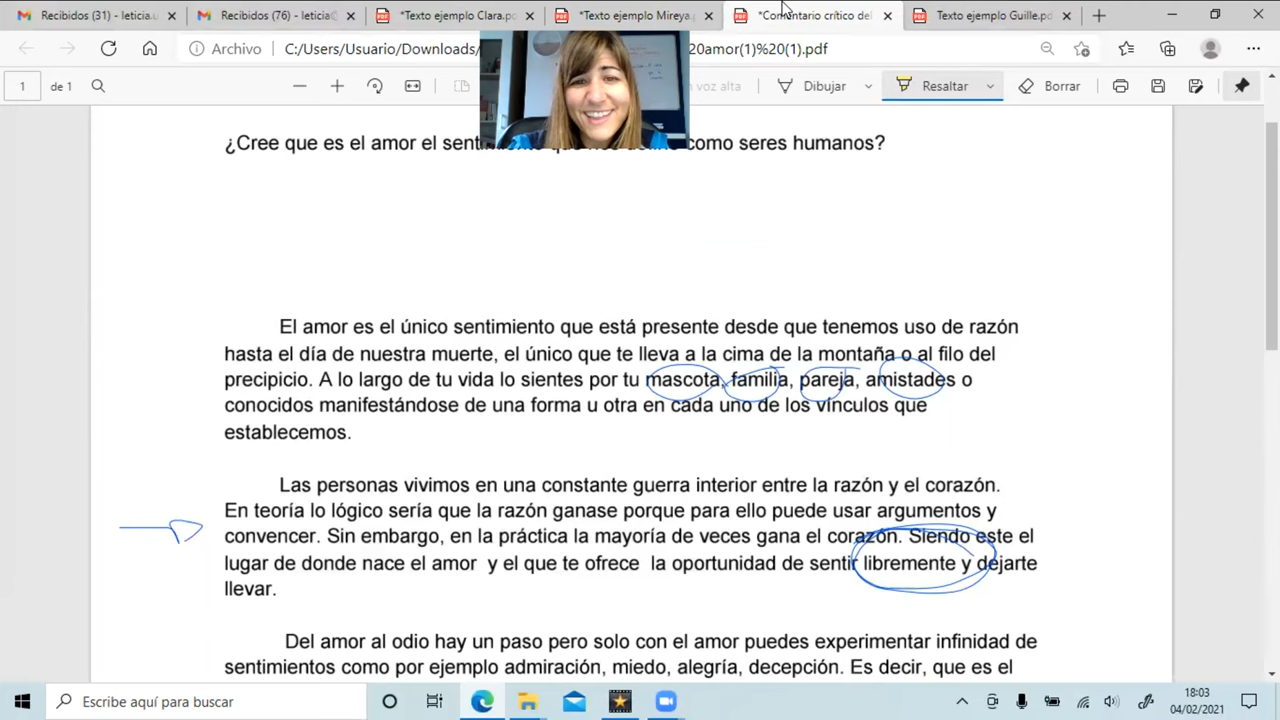 Recibidos (31) - leticia.u
Recibidos (76) - leticia@
*Texto ejemplo Clara.pd
*Texto ejemplo Mireya.p
*Comentario crítico del
Texto ejemplo Guille.pd
Archivo
C:/Users/Usuario/Downloads/
20amor(1)%20(1).pdf
1
de 1
voz alta
Dibujar
Resaltar
Borrar
¿Cree que es el amor el como seres humanos?
El amor es el único sentimiento que está presente desde que tenemos uso de razón
hasta el día de nuestra muerte, el único que te lleva a la cima de la montaña o al filo del
precipicio. A lo largo de tu vida lo sientes por tu mascota, familia, pareja, amistades o
conocidos manifestándose de una forma u otra en cada uno de los vínculos que
establecemos.
Las personas vivimos en una constante guerra interior entre la razón y el corazón.
En teoría lo lógico sería que la razón ganase porque para ello puede usar argumentos y
convencer. Sin embargo, en la práctica la mayoría de veces gana el corazón. Siendo este el
lugar de donde nace el amor y el que te ofrece la oportunidad de sentir libremente y dejarte
llevar.
Del amor al odio hay un paso pero solo con el amor puedes experimentar infinidad de
sentimientos como por ejemplo admiración, miedo, alegría, decepción. Es decir, que es el
Escribe aquí para buscar
18:03
04/02/2021